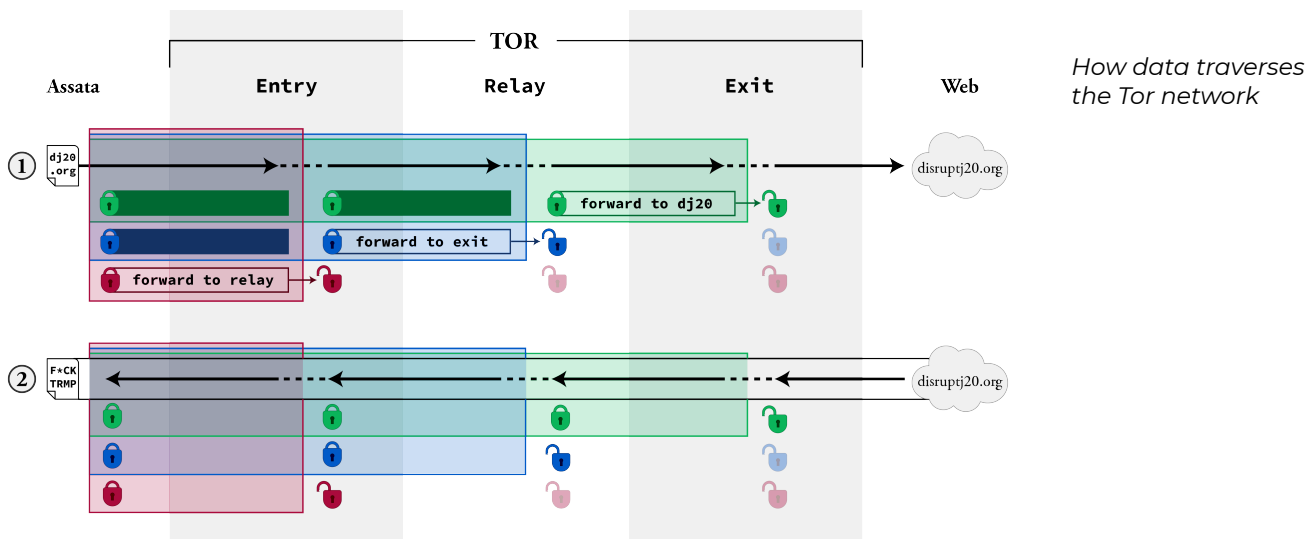 TOR
Assata
Entry
Relay
Exit
Web
How data traverses
the Tor network
1
dj20
.org
disruptj20.org
forward to dj20
forward to exit
forward to relay
2
F*CK
TRMP
disruptj20.org